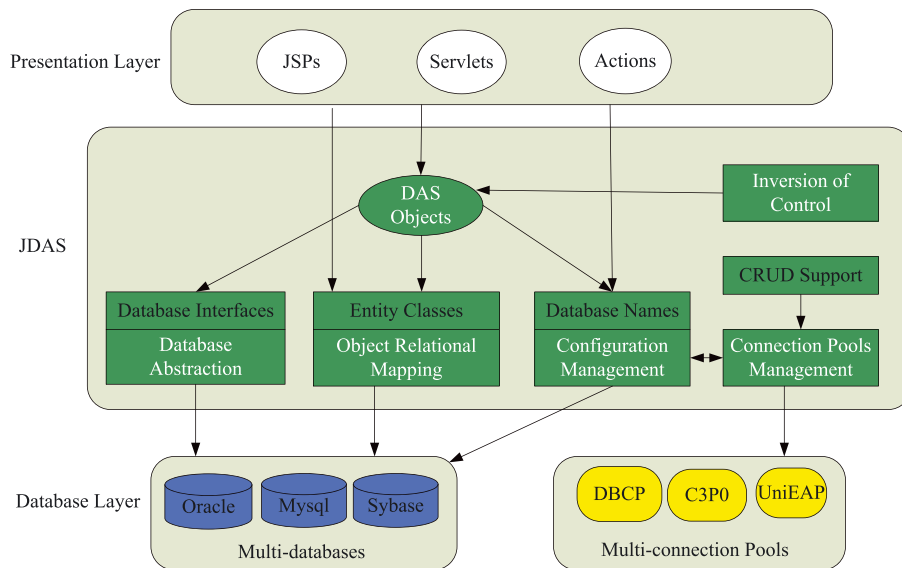 Presentation Layer
JSPs
Servlets
Actions
JDAS
DAS
Objects
Inversion of
Control
CRUD Support
Database Interfaces
Database
Abstraction
Entity Classes
Object Relational
Mapping
Database Names
Configuration
Management
Connection Pools
Management
Database Layer
Oracle
Mysql
Sybase
Multi-databases
DBCP
C3P0
UniEAP
Multi-connection Pools